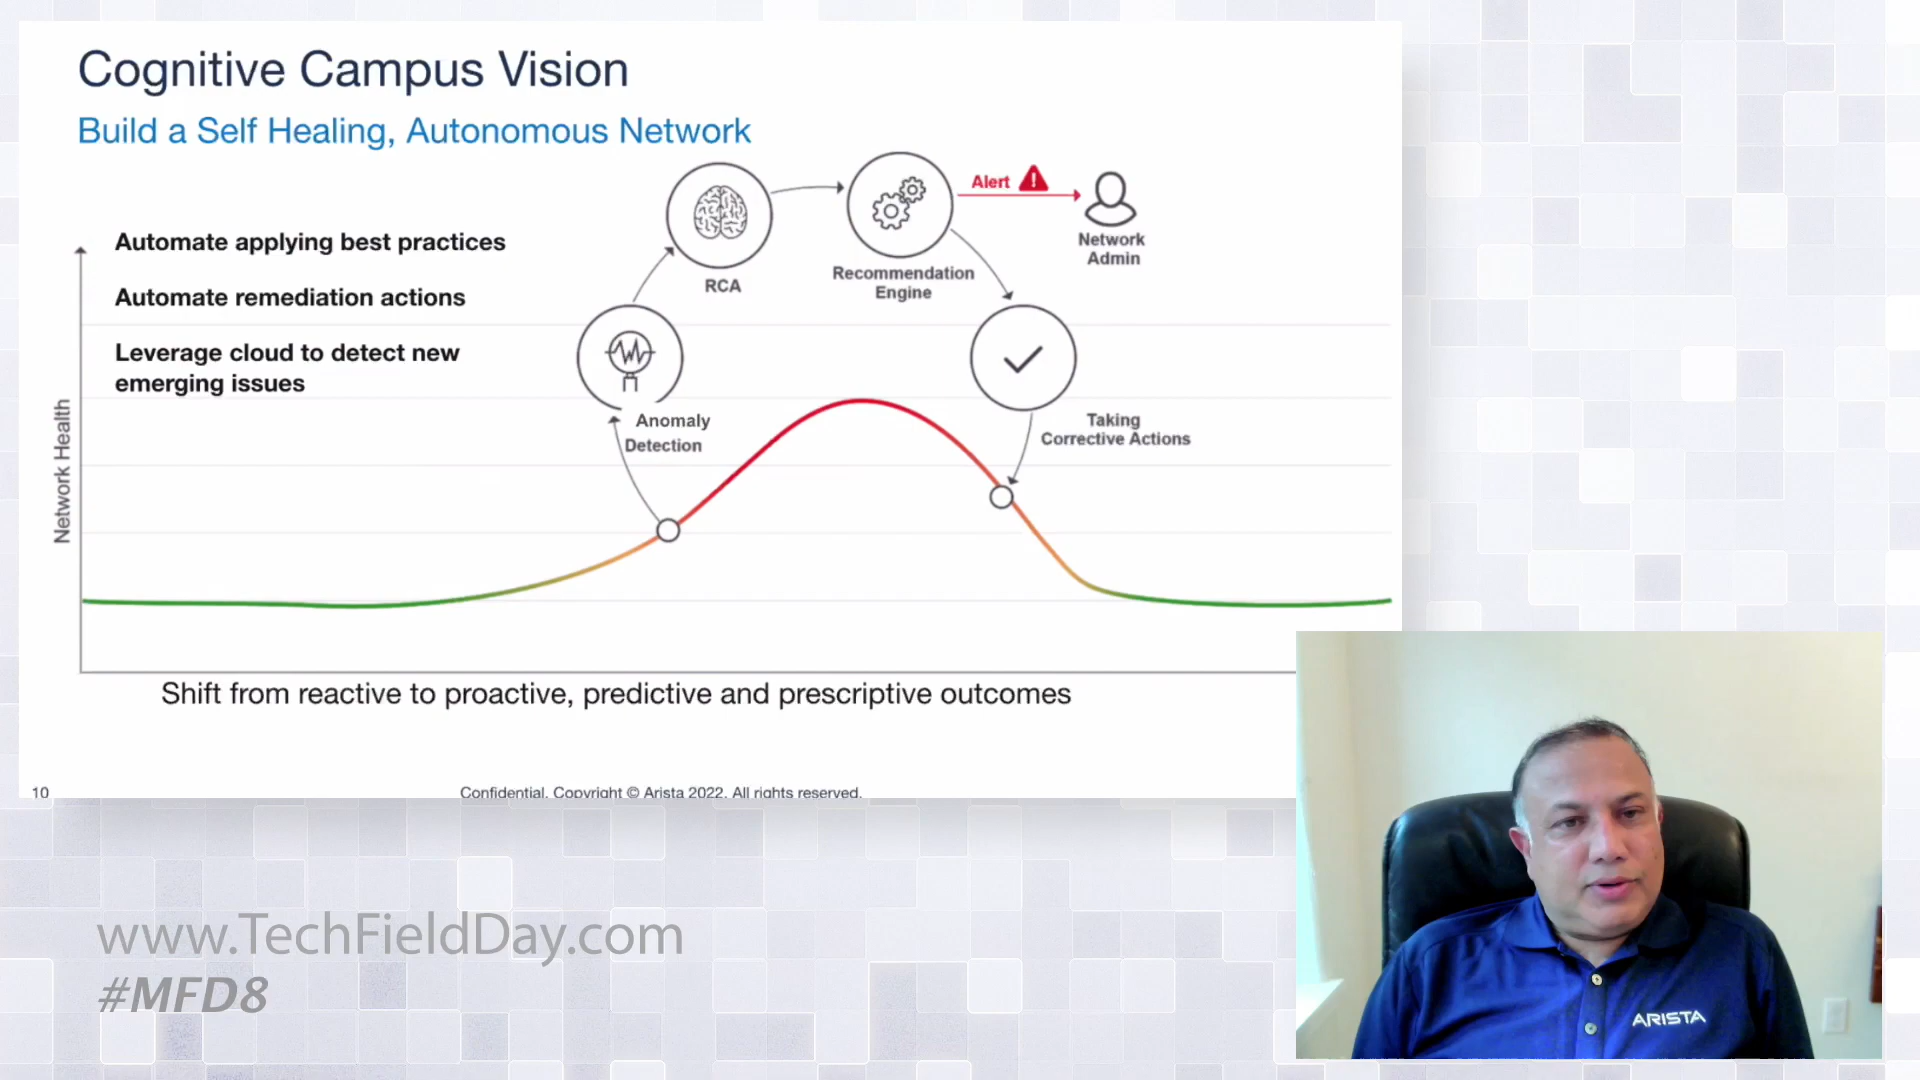 Cognitive Campus Vision
Build a Self Healing, Autonomous Network
Automate applying best practices
Automate remediation actions
Leverage cloud to detect new
emerging issues
Network Health
RCA
Recommendation
Engine
Alert
Network
Admin
Anomaly
Detection
Taking
Corrective Actions
Shift from reactive to proactive, predictive and prescriptive outcomes
10
Confidential. Copyright © Arista 2022. All rights reserved.
www.TechFieldDay.com
#MFD8
ARISTA